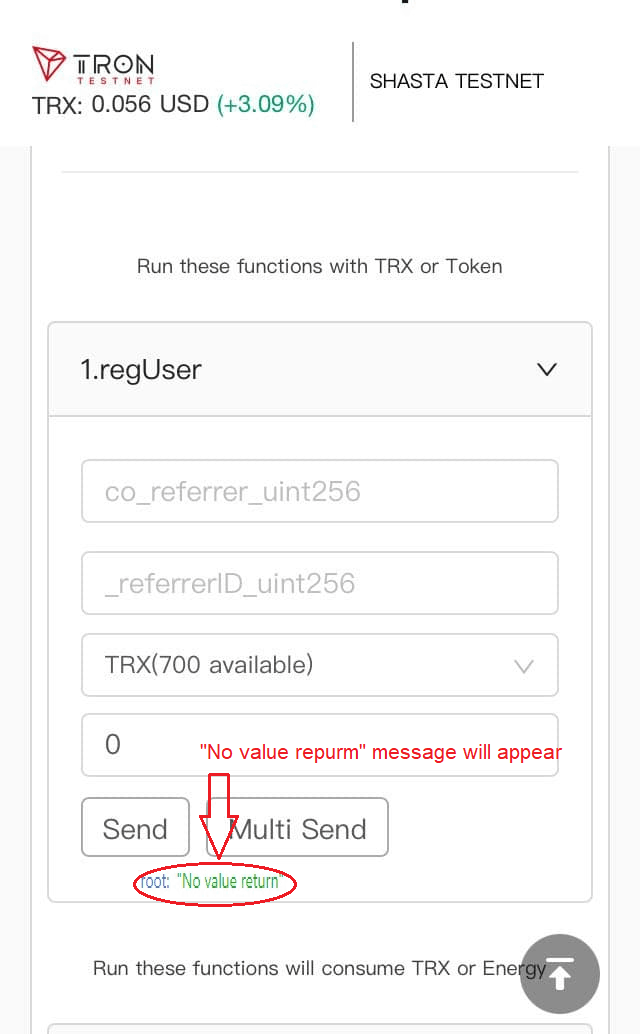 TRON
TESTNET
TRX: 0.056 USD (+3.09%)
SHASTA TESTNET
Run these functions with TRX or Token
1.regUser
co_referrer_uint256
_referrerID_uint256
TRX(700 available)
0
"No value repurm" message will appear
Send
Multi Send
root: "No value return"
Run these functions will consume TRX or Energy